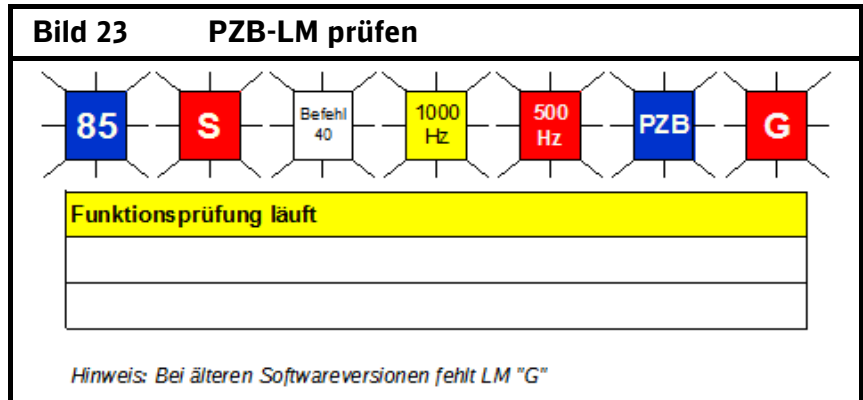 Bild 23 PZB-LM prüfen
85 S Befehl 40 1000 Hz 500 Hz PZB G
Funktionsprüfung läuft
Hinweis: Bei älteren Softwareversionen fehlt LM "G"